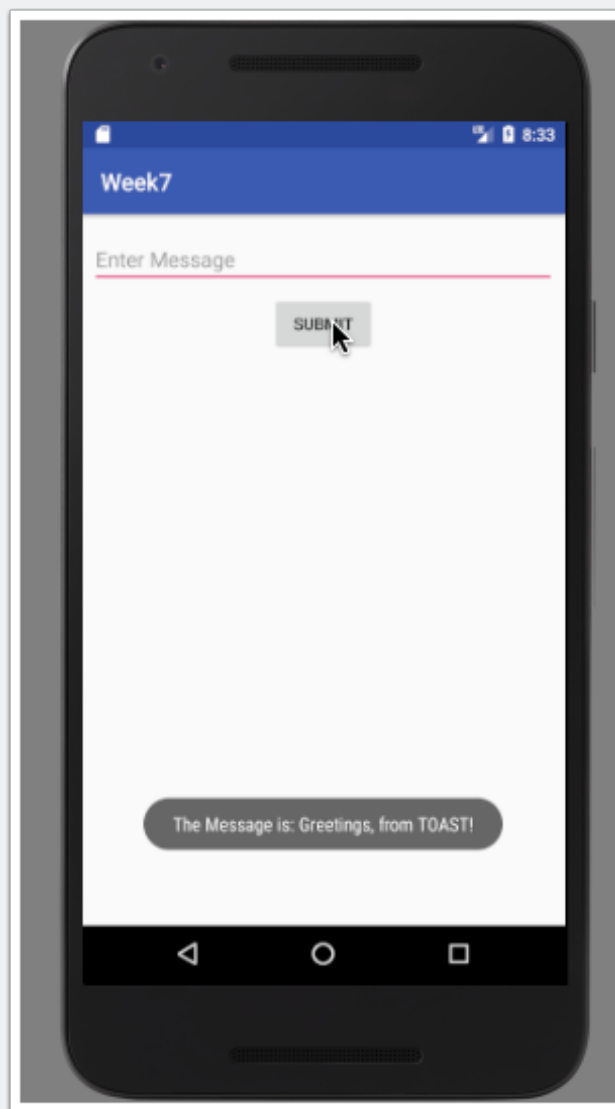 8:33
Week7
Enter Message
SUBMIT
The Message is: Greetings, from TOAST!